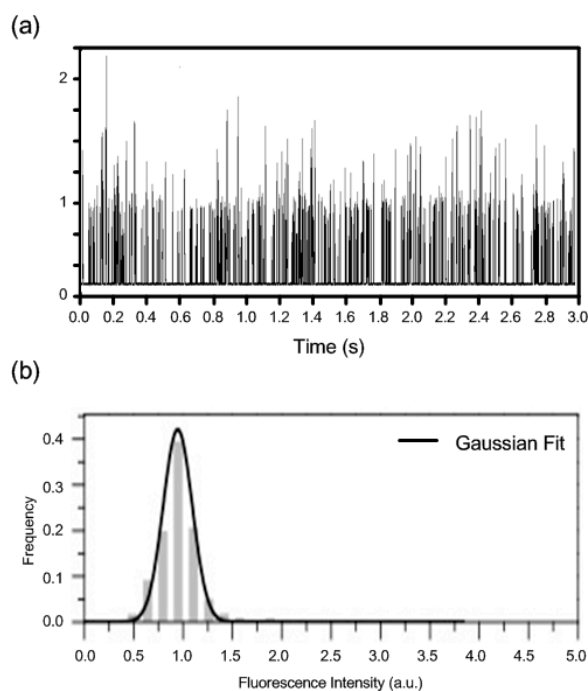 (a)
2
1
0
0.0 0.2 0.4 0.6 0.8 1.0 1.2 1.4 1.6 1.8 2.0 2.2 2.4 2.6 2.8 3.0
Time (s)
(b)
Gaussian Fit
0.4
0.3
0.2
0.1
0.0
Frequency
0.0 0.5 1.0 1.5 2.0 2.5 3.0 3.5 4.0 4.5 5.0
Fluorescence Intensity (a.u.)